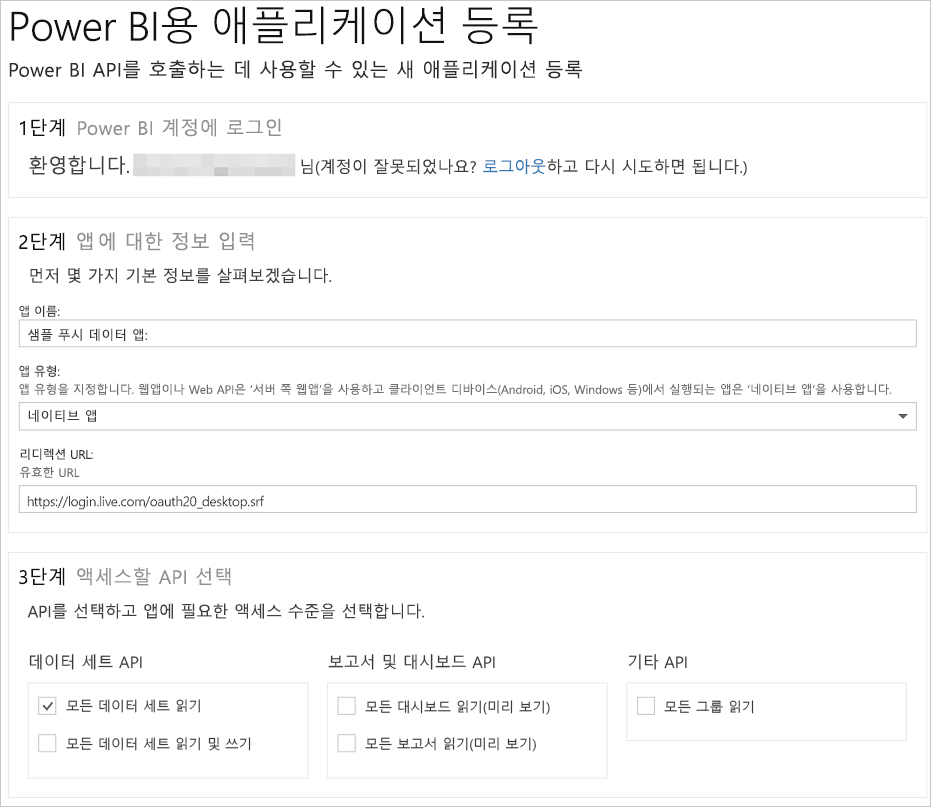 Power BI용 애플리케이션 등록
Power BI API를 호출하는 데 사용할 수 있는 새 애플리케이션 등록
1단계 Power BI 계정에 로그인
환영합니다. 님(계정이 잘못되었나요? 로그아웃하고 다시 시도하면 됩니다.)
2단계 앱에 대한 정보 입력
먼저 몇 가지 기본 정보를 살펴보겠습니다.
앱 이름:
샘플 푸시 데이터 앱:
앱 유형:
앱 유형을 지정합니다. 웹앱이나 Web API은 '서버 쪽 웹앱'을 사용하고 클라이언트 디바이스(Android, iOS, Windows 등)에서 실행되는 앱은 '네이티브 앱'을 사용합니다.
네이티브 앱
리디렉션 URL:
유효한 URL
https://login.live.com/oauth20_desktop.srf
3단계 액세스할 API 선택
API를 선택하고 앱에 필요한 액세스 수준을 선택합니다.
데이터 세트 API
모든 데이터 세트 읽기
모든 데이터 세트 읽기 및 쓰기
보고서 및 대시보드 API
모든 대시보드 읽기(미리 보기)
모든 보고서 읽기(미리 보기)
기타 API
모든 그룹 읽기